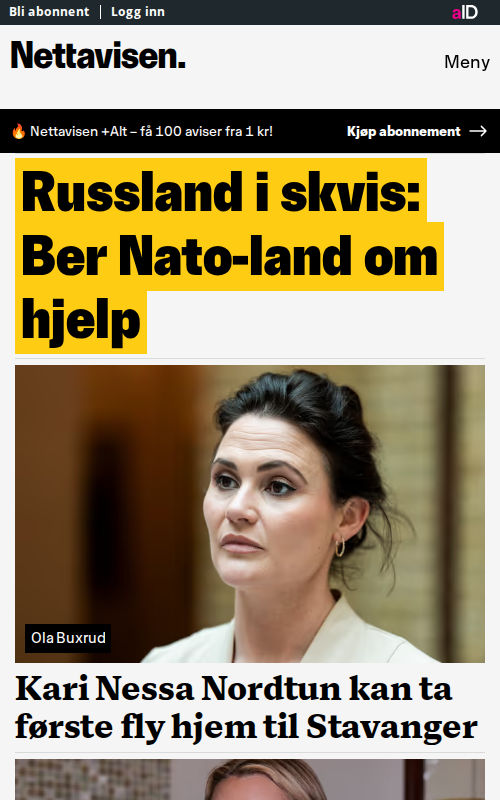 Bli abonnent | Logg inn
aID
Nettavisen.
Meny
🔥 Nettavisen +Alt – få 100 aviser fra 1 kr!
Kjøp abonnement →
Russland i skvis:
Ber Nato-land om
hjelp
Ola Buxrud
Kari Nessa Nordtun kan ta
første fly hjem til Stavanger